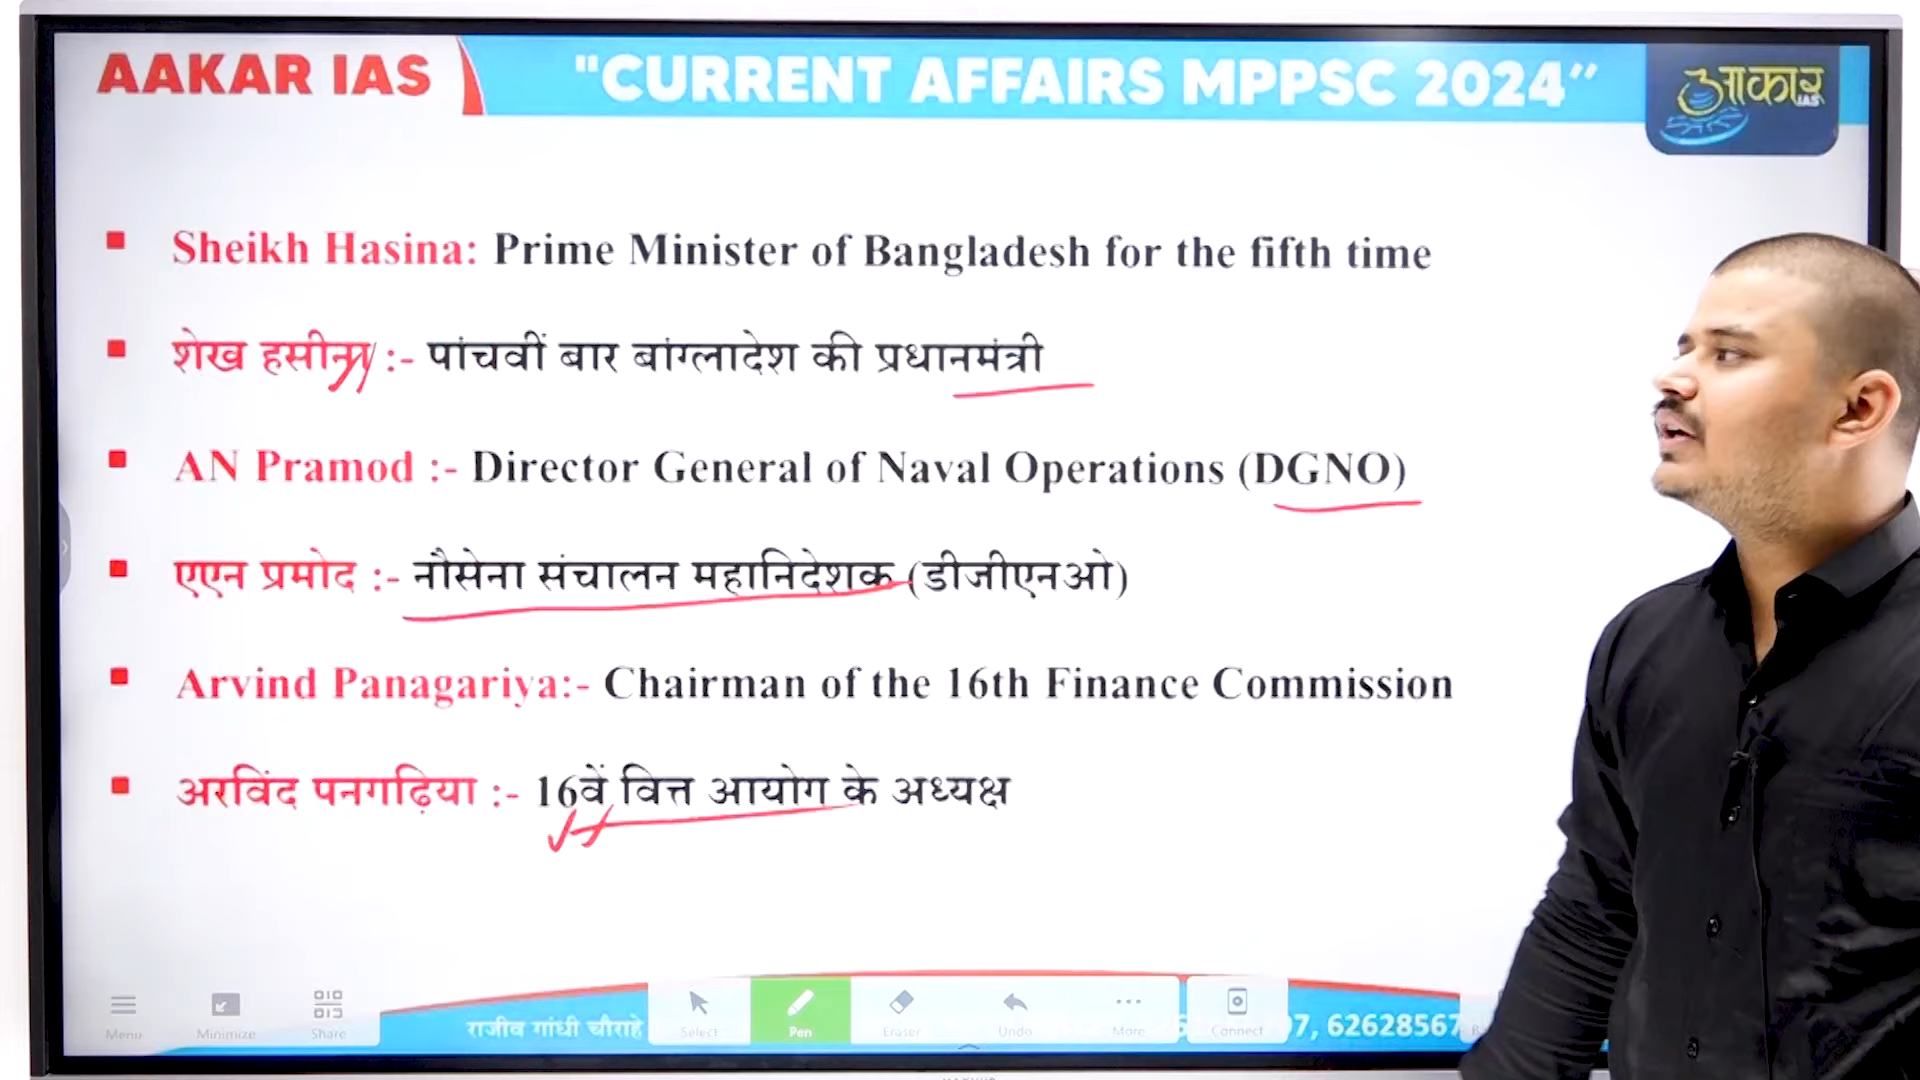 AAKAR IAS
"CURRENT AFFAIRS MPPSC 2024"
आकार
IAS
Sheikh Hasina: Prime Minister of Bangladesh for the fifth time
शेख हसीना :- पांचवीं बार बांग्लादेश की प्रधानमंत्री
AN Pramod :- Director General of Naval Operations (DGNO)
एएन प्रमोद :- नौसेना संचालन महानिदेशक (डीजीएनओ)
Arvind Panagariya:- Chairman of the 16th Finance Commission
अरविंद पनगढ़िया :- 16वें वित्त आयोग के अध्यक्ष
राजीव गांधी चौराहे 07, 62628567
Menu Minimize Share Select Pen Eraser Undo More Connect